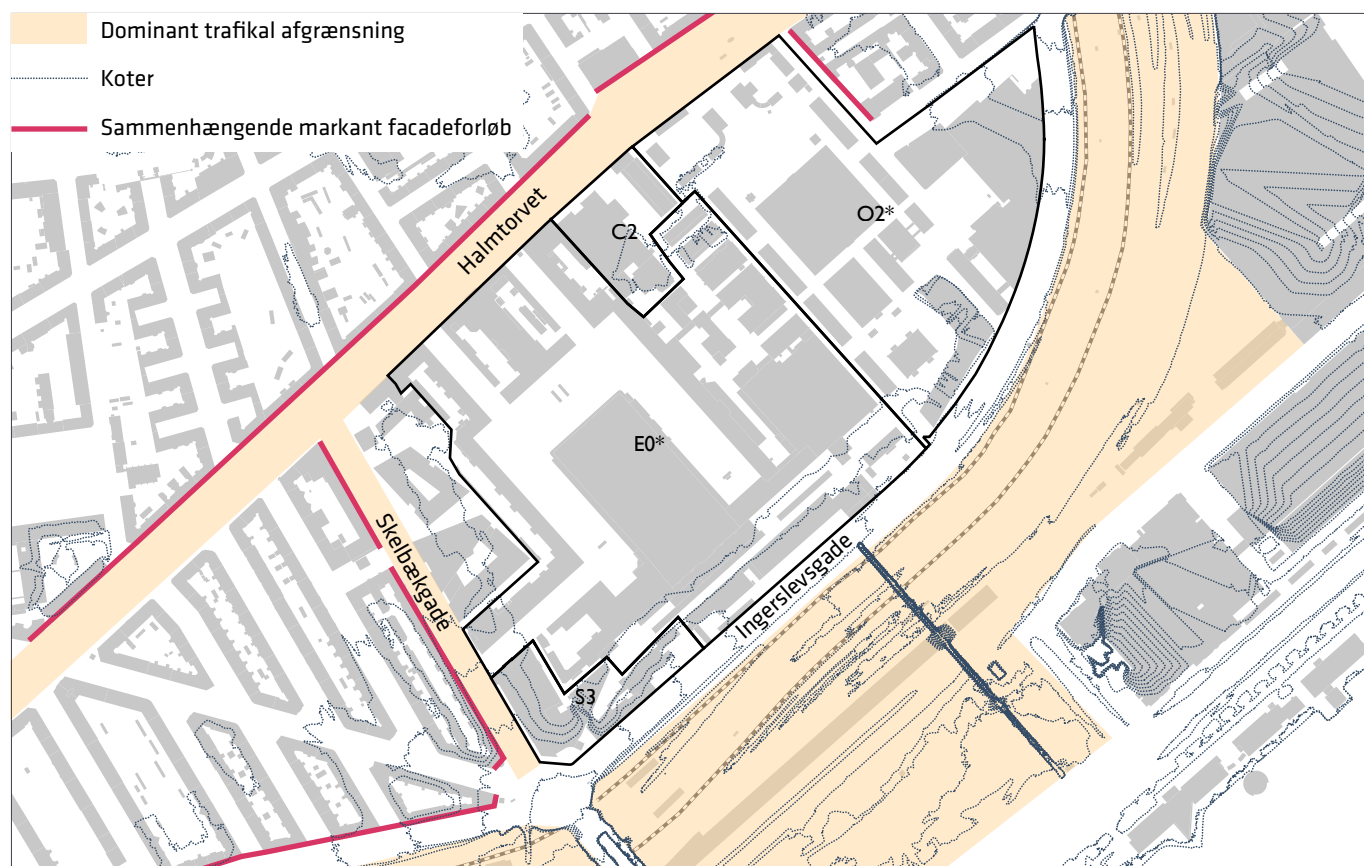 Dominant trafikal afgrænsning
Koter
Sammenhængende markant facadeforløb
Halmtorvet
C2
O2*
E0*
Skelbækgade
Ingerslevsgade
S3